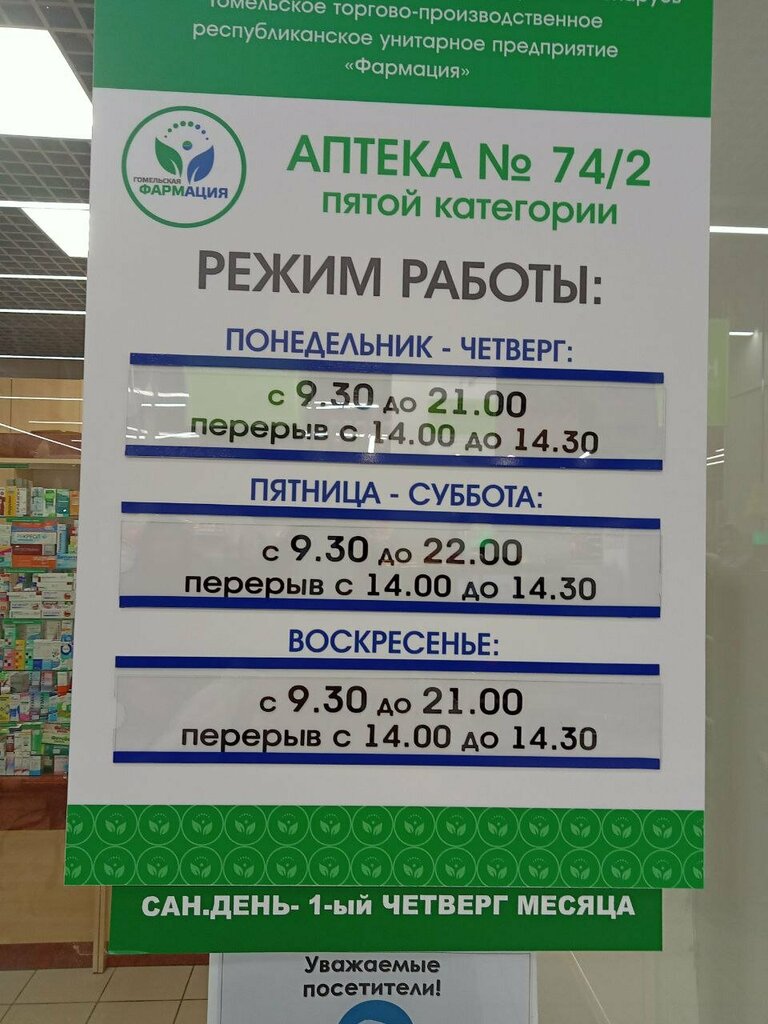 Гомельское торгово-производственное
республиканское унитарное предприятие
«Фармация»
ГОМЕЛЬСКАЯ
ФАРМАЦИЯ
АПТЕКА № 74/2
пятой категории
РЕЖИМ РАБОТЫ:
ПОНЕДЕЛЬНИК - ЧЕТВЕРГ:
с 9.30 до 21.00
перерыв с 14.00 до 14.30
ПЯТНИЦА - СУББОТА:
с 9.30 до 22.00
перерыв с 14.00 до 14.30
ВОСКРЕСЕНЬЕ:
с 9.30 до 21.00
перерыв с 14.00 до 14.30
САН.ДЕНЬ- 1-ый ЧЕТВЕРГ МЕСЯЦА
Уважаемые
посетители!